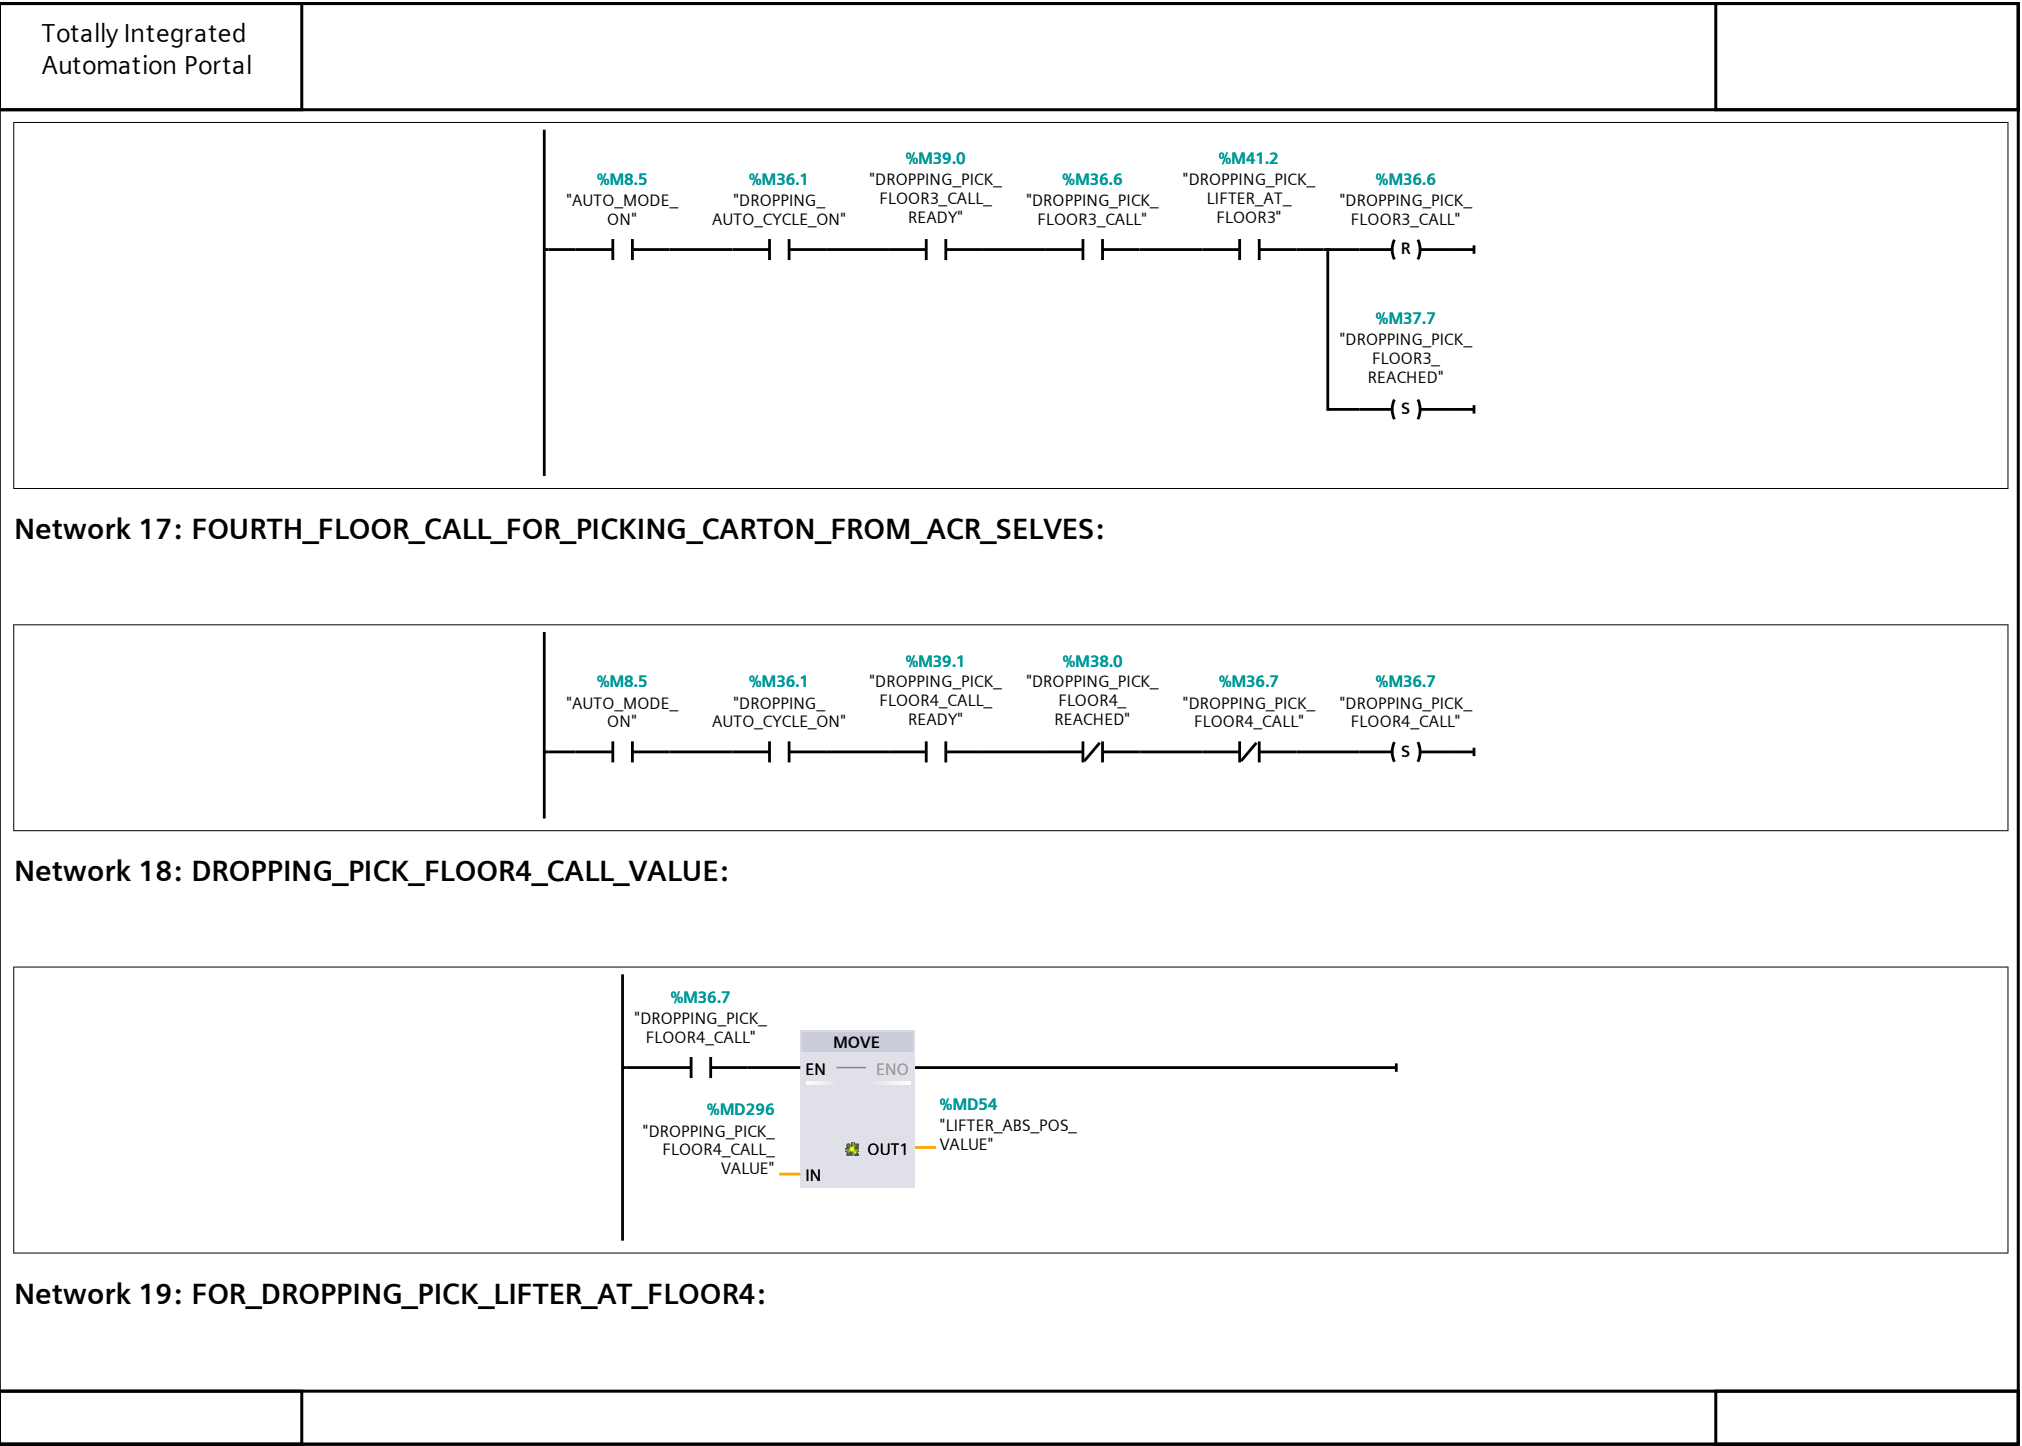 Totally Integrated
Automation Portal
%M8.5
"AUTO_MODE_
ON"
%M36.1
"DROPPING_
AUTO_CYCLE_ON"
%M39.0
"DROPPING_PICK_
FLOOR3_CALL_
READY"
%M36.6
"DROPPING_PICK_
FLOOR3_CALL"
%M41.2
"DROPPING_PICK_
LIFTER_AT_
FLOOR3"
%M36.6
"DROPPING_PICK_
FLOOR3_CALL"
R
%M37.7
"DROPPING_PICK_
FLOOR3_
REACHED"
S
Network 17: FOURTH_FLOOR_CALL_FOR_PICKING_CARTON_FROM_ACR_SELVES:
%M8.5
"AUTO_MODE_
ON"
%M36.1
"DROPPING_
AUTO_CYCLE_ON"
%M39.1
"DROPPING_PICK_
FLOOR4_CALL_
READY"
%M38.0
"DROPPING_PICK_
FLOOR4_
REACHED"
%M36.7
"DROPPING_PICK_
FLOOR4_CALL"
%M36.7
"DROPPING_PICK_
FLOOR4_CALL"
S
Network 18: DROPPING_PICK_FLOOR4_CALL_VALUE:
%M36.7
"DROPPING_PICK_
FLOOR4_CALL"
MOVE
EN ENO
%MD296
"DROPPING_PICK_
FLOOR4_CALL_
VALUE"
IN
OUT1
%MD54
"LIFTER_ABS_POS_
VALUE"
Network 19: FOR_DROPPING_PICK_LIFTER_AT_FLOOR4: